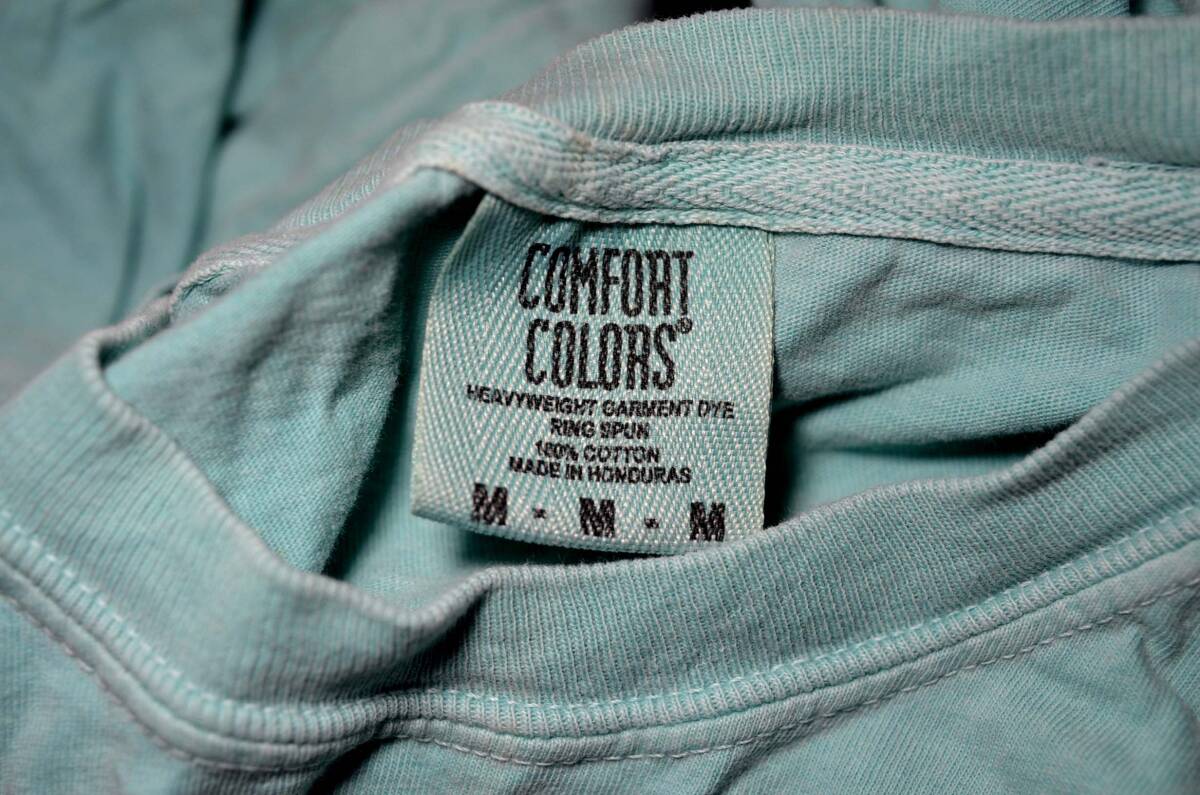 COMFORT
COLORS®
HEAVYWEIGHT GARMENT DYE
RING SPUN
100% COTTON
MADE IN HONDURAS
M - M - M